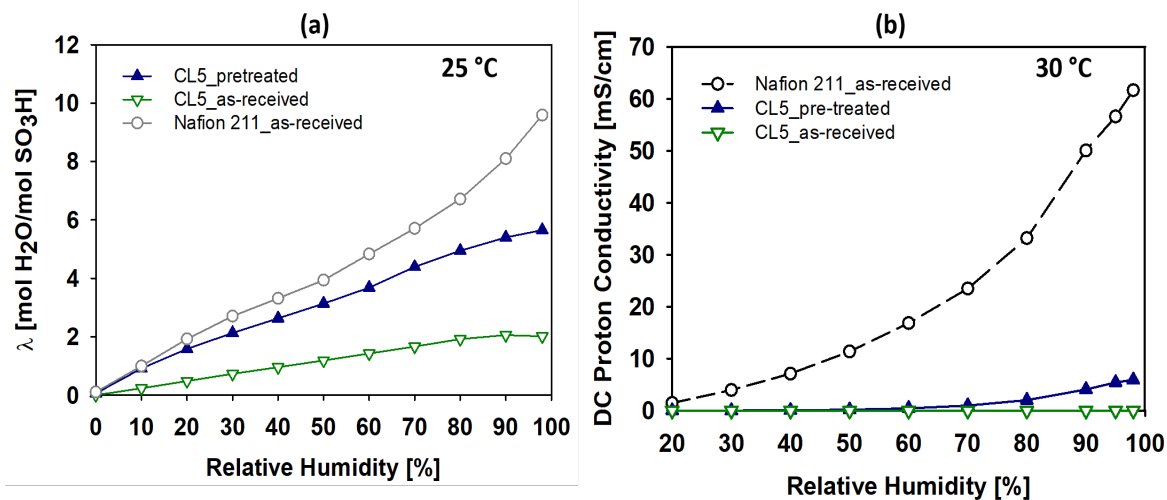 (a)
25 °C
CL5_pretreated
CL5_as-received
Nafion 211_as-received
λ [mol H₂O/mol SO₃H]
12
10
8
6
4
2
0
0 10 20 30 40 50 60 70 80 90 100
Relative Humidity [%]
(b)
30 °C
Nafion 211_as-received
CL5_pre-treated
CL5_as-received
DC Proton Conductivity [mS/cm]
70
60
50
40
30
20
10
0
20 30 40 50 60 70 80 90 100
Relative Humidity [%]